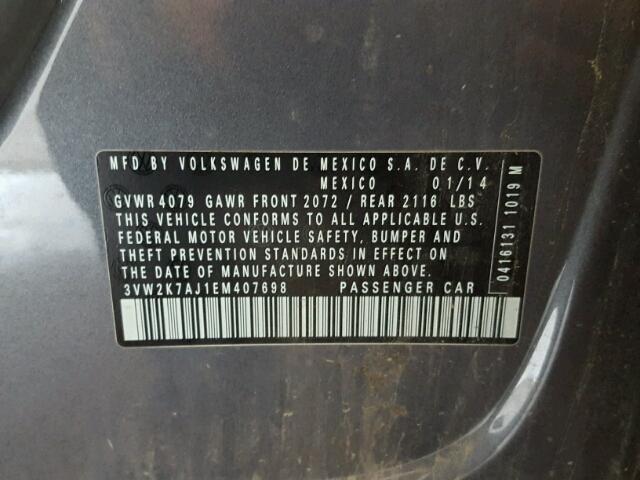 MFD BY VOLKSWAGEN DE MEXICO S.A. DE C.V.
MEXICO 01/14
GVWR 4079 GAWR FRONT 2072 / REAR 2116 LBS
THIS VEHICLE CONFORMS TO ALL APPLICABLE U.S.
FEDERAL MOTOR VEHICLE SAFETY, BUMPER AND
THEFT PREVENTION STANDARDS IN EFFECT ON
THE DATE OF MANUFACTURE SHOWN ABOVE.
3VW2K7AJ1EM407698 PASSENGER CAR
0416131 1019 M